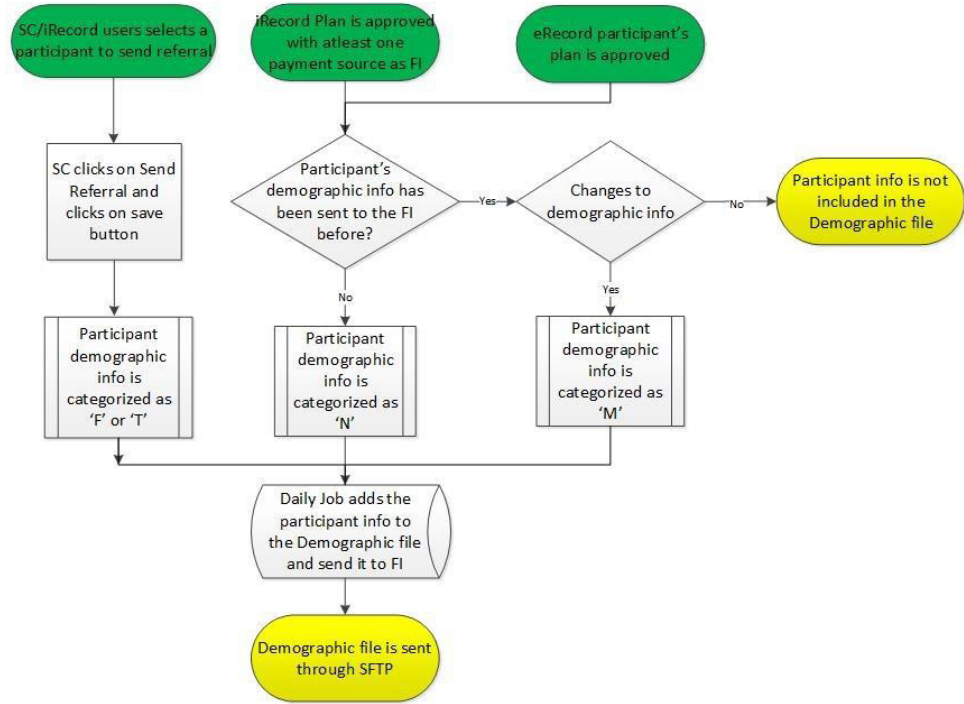 SC/iRecord users selects a
participant to send referral
iRecord Plan is approved
with atleast one
payment source as FI
eRecord participant's
plan is approved
SC clicks on Send
Referral and
clicks on save
button
Participant's
demographic info has
been sent to the FI
before?
Yes
Changes to
demographic info
No
Participant info is not
included in the
Demographic file
No
Yes
Participant
demographic
info is
categorized as
‘F’ or ‘T’
Participant
demographic
info is
categorized as
‘N’
Participant
demographic
info is
categorized as
‘M’
Daily Job adds the
participant info to
the Demographic file
and send it to FI
Demographic file is sent
through SFTP